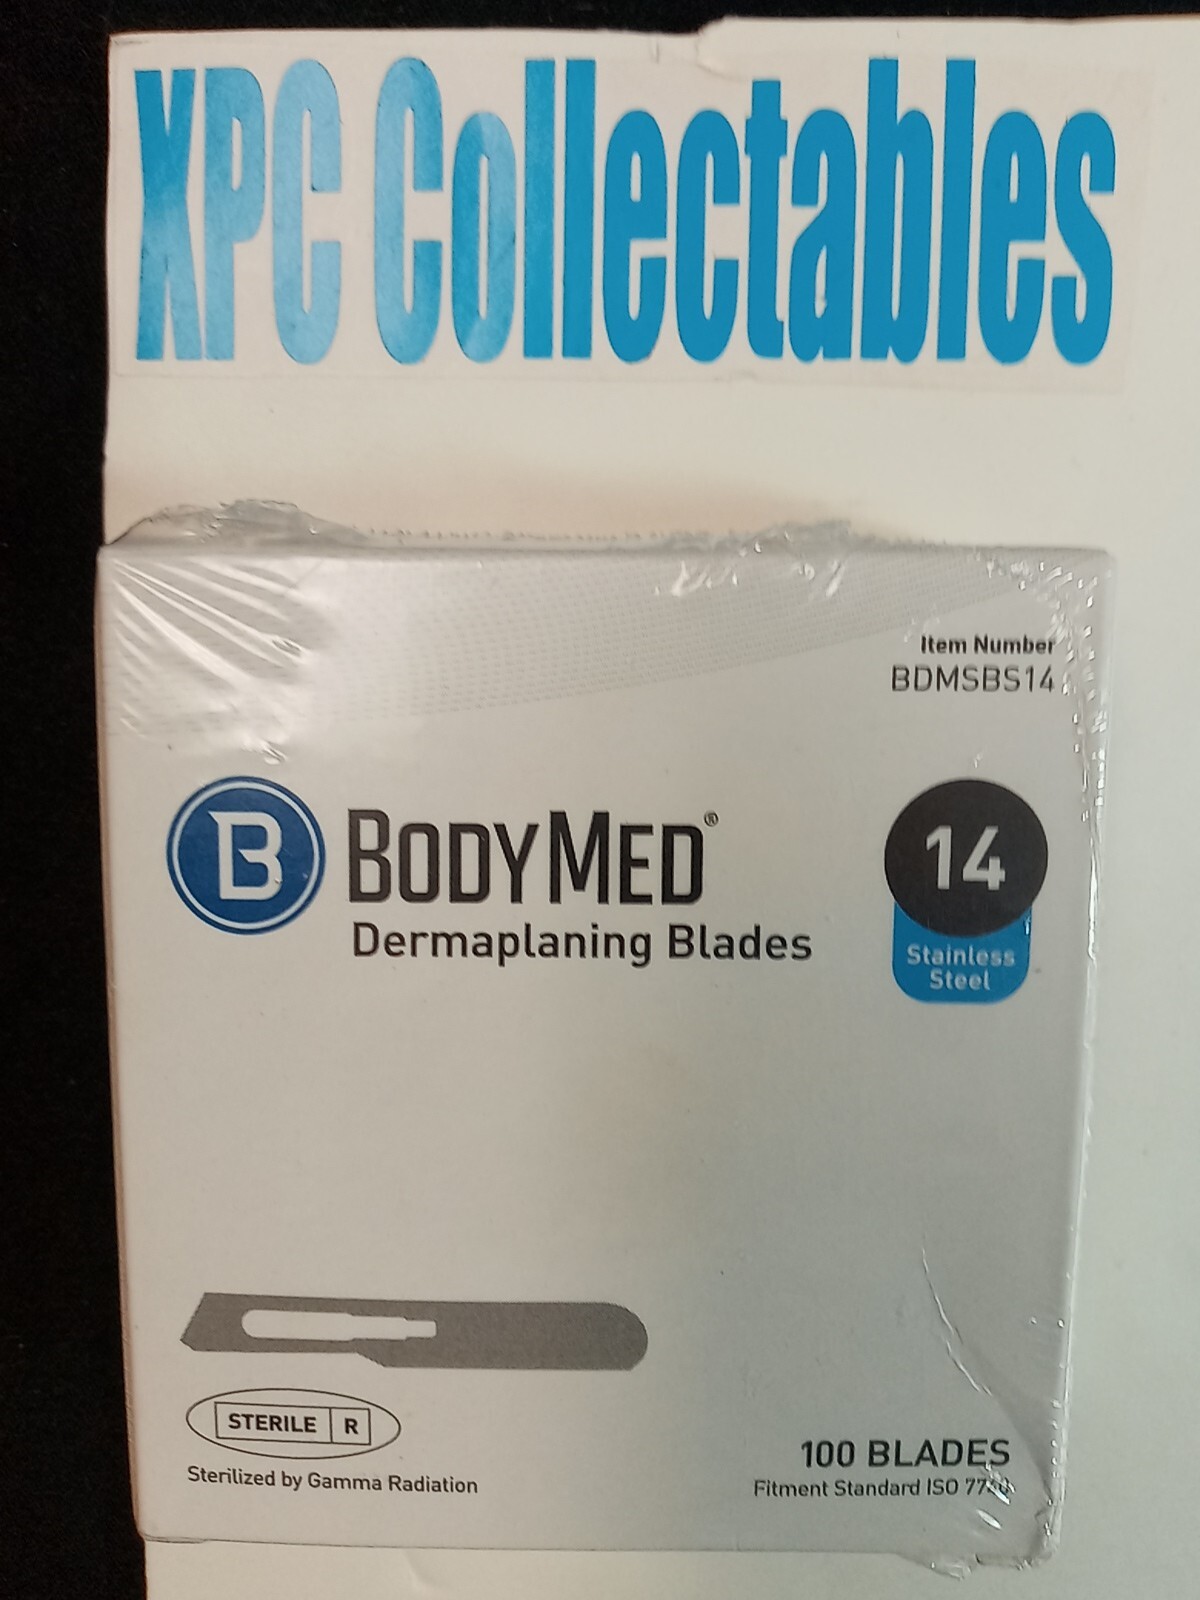 XPC Collectables
Item Number
BDMSBS14
B
BODYMED®
Dermaplaning Blades
14
Stainless
Steel
STERILE R
Sterilized by Gamma Radiation
100 BLADES
Fitment Standard ISO